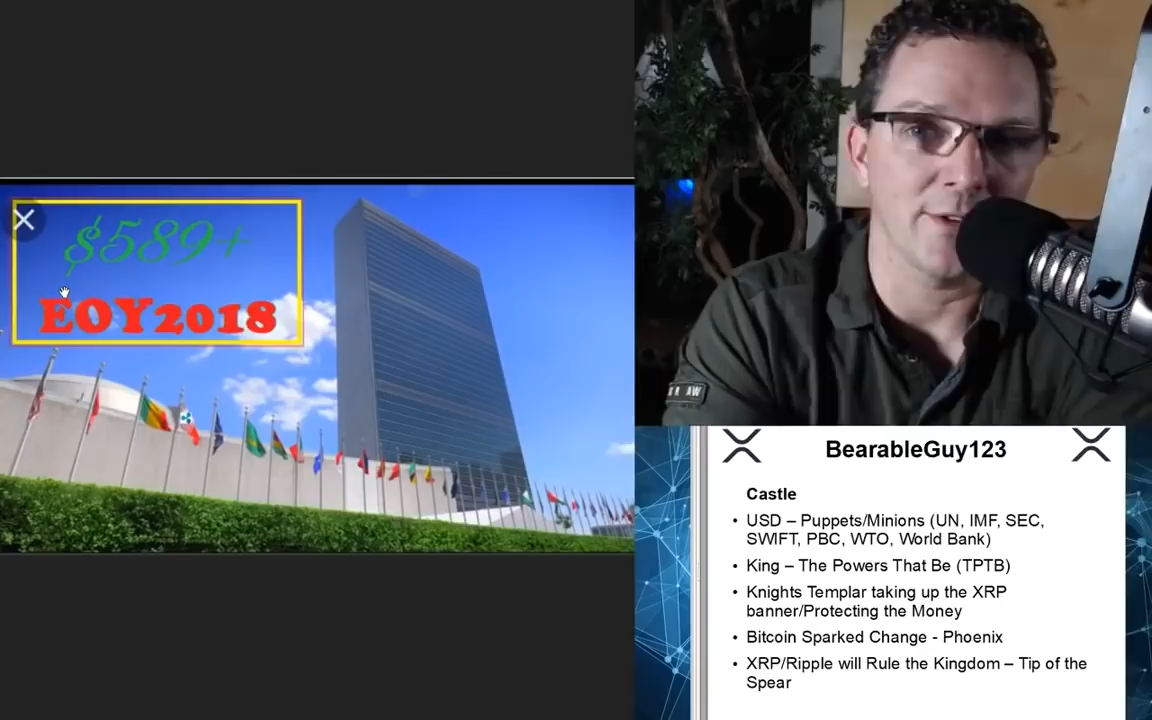 $589+
EOY2018
BearableGuy123
Castle
• USD – Puppets/Minions (UN, IMF, SEC,
SWIFT, PBC, WTO, World Bank)
• King – The Powers That Be (TPTB)
• Knights Templar taking up the XRP
banner/Protecting the Money
• Bitcoin Sparked Change - Phoenix
• XRP/Ripple will Rule the Kingdom – Tip of the
Spear